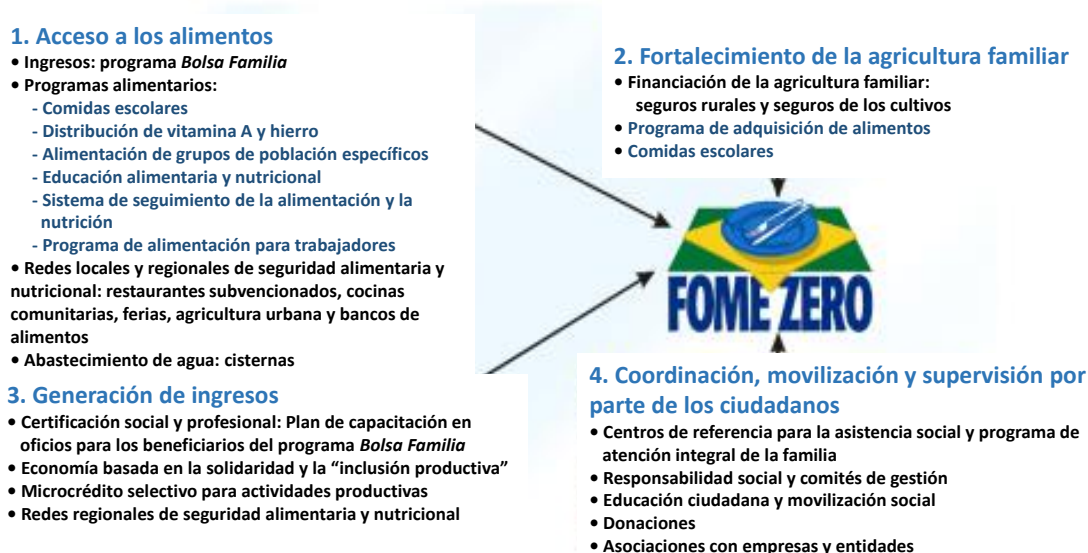 1. Acceso a los alimentos
• Ingresos: programa Bolsa Familia
• Programas alimentarios:
- Comidas escolares
- Distribución de vitamina A y hierro
- Alimentación de grupos de población específicos
- Educación alimentaria y nutricional
- Sistema de seguimiento de la alimentación y la
nutrición
- Programa de alimentación para trabajadores
• Redes locales y regionales de seguridad alimentaria y
nutricional: restaurantes subvencionados, cocinas
comunitarias, ferias, agricultura urbana y bancos de
alimentos
• Abastecimiento de agua: cisternas
2. Fortalecimiento de la agricultura familiar
• Financiación de la agricultura familiar:
seguros rurales y seguros de los cultivos
• Programa de adquisición de alimentos
• Comidas escolares
FOME ZERO
3. Generación de ingresos
• Certificación social y profesional: Plan de capacitación en
oficios para los beneficiarios del programa Bolsa Familia
• Economía basada en la solidaridad y la “inclusión productiva”
• Microcrédito selectivo para actividades productivas
• Redes regionales de seguridad alimentaria y nutricional
4. Coordinación, movilización y supervisión por
parte de los ciudadanos
• Centros de referencia para la asistencia social y programa de
atención integral de la familia
• Responsabilidad social y comités de gestión
• Educación ciudadana y movilización social
• Donaciones
• Asociaciones con empresas y entidades